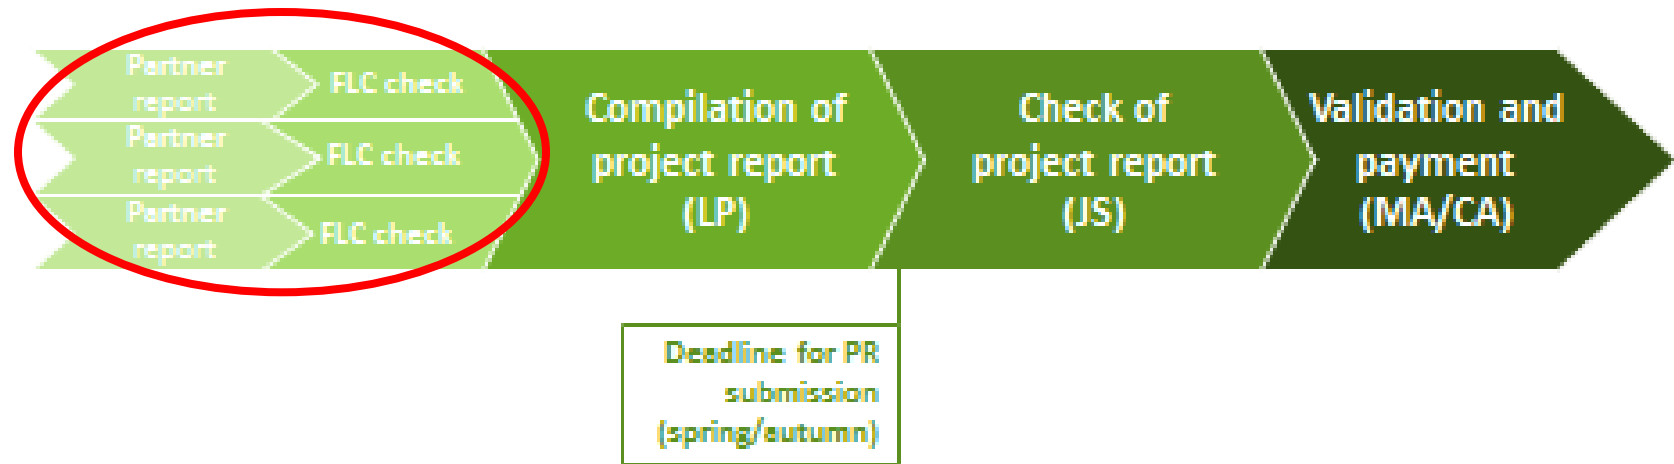 Partner
report
FLC check
Partner
report
FLC check
Partner
report
FLC check
Compilation of
project report
(LP)
Check of
project report
(JS)
Validation and
payment
(MA/CA)
Deadline for PR
submission
(spring/autumn)